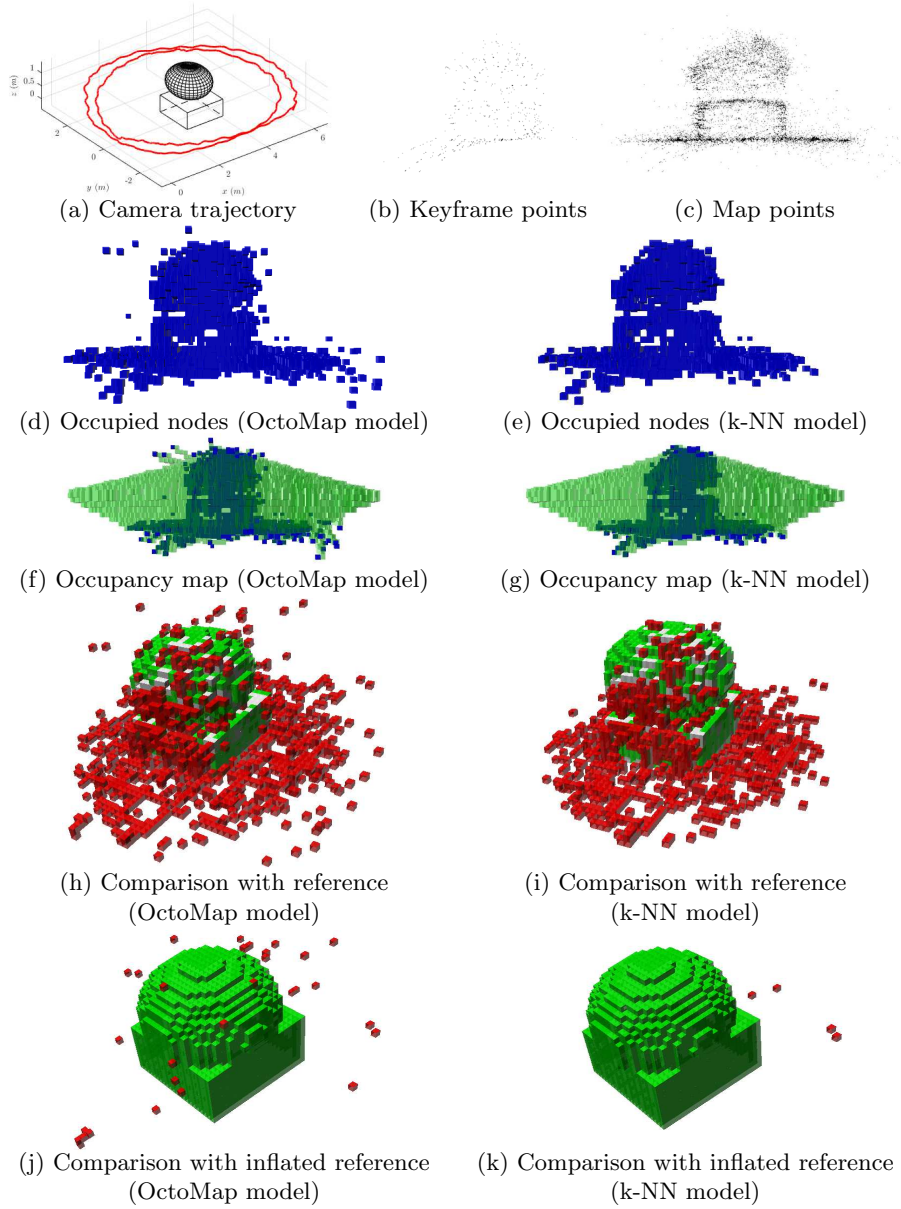 1
0.5
0
z (m)
2
0
-2
y (m)
0
2
4
6
x (m)
(a) Camera trajectory
(b) Keyframe points
(c) Map points
(d) Occupied nodes (OctoMap model)
(e) Occupied nodes (k-NN model)
(f) Occupancy map (OctoMap model)
(g) Occupancy map (k-NN model)
(h) Comparison with reference
(OctoMap model)
(i) Comparison with reference
(k-NN model)
(j) Comparison with inflated reference
(OctoMap model)
(k) Comparison with inflated reference
(k-NN model)